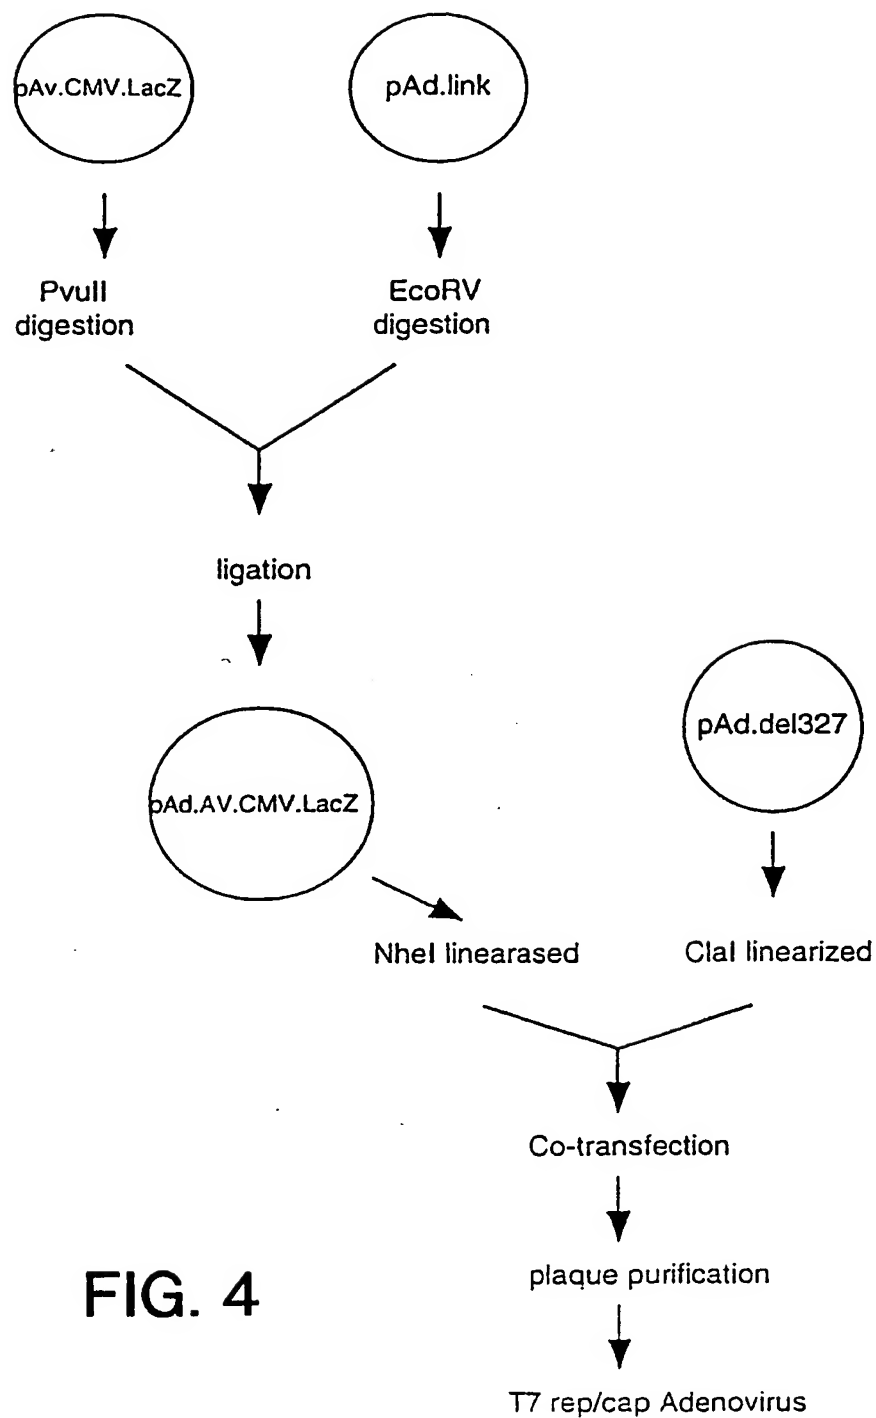 pAv.CMV.LacZ
pAd.link
PvuII
digestion
EcoRV
digestion
ligation
pAd.AV.CMV.LacZ
pAd.del327
NheI linearased
ClaI linearized
Co-transfection
plaque purification
T7 rep/cap Adenovirus
FIG. 4